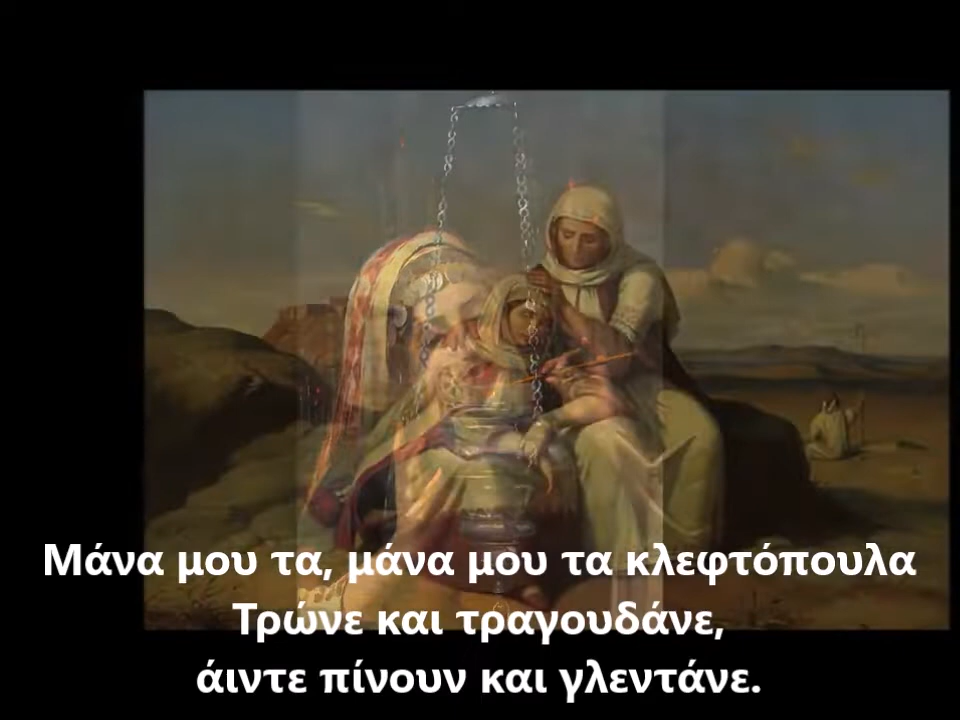 Μάνα μου τα, μάνα μου τα κλεφτόπουλα
Τρώνε και τραγουδάνε,
άιντε πίνουν και γλεντάνε.